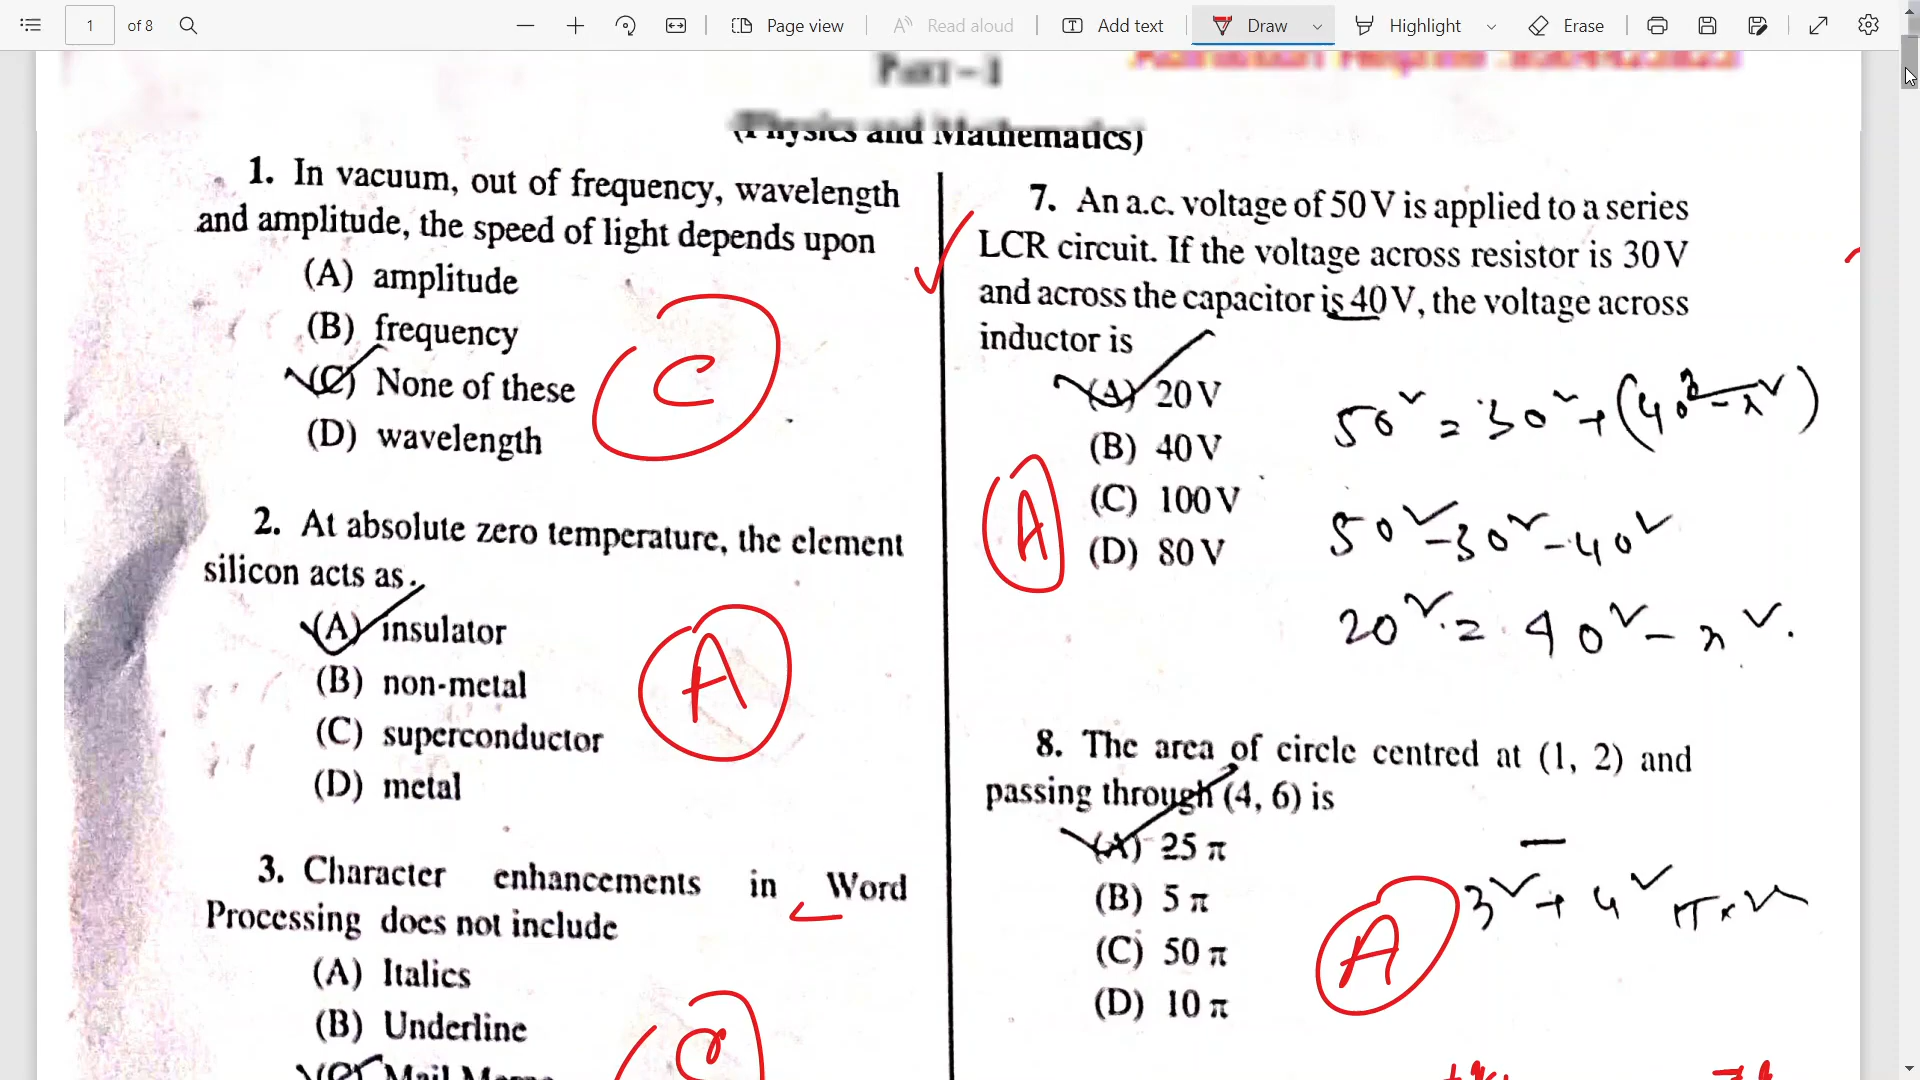 1
of 8
Page view
Read aloud
Add text
Draw
Highlight
Erase
PART – I
(Physics and Mathematics)
1. In vacuum, out of frequency, wavelength
and amplitude, the speed of light depends upon
(A) amplitude
(B) frequency
(C) None of these
(D) wavelength
C
2. At absolute zero temperature, the element
silicon acts as
(A) insulator
(B) non-metal
(C) superconductor
(D) metal
A
3. Character enhancements in Word
Processing does not include
(A) Italics
(B) Underline
7. An a.c. voltage of 50 V is applied to a series
LCR circuit. If the voltage across resistor is 30 V
and across the capacitor is 40 V, the voltage across
inductor is
(A) 20 V
(B) 40 V
(C) 100 V
(D) 80 V
A
8. The area of circle centred at (1, 2) and
passing through (4, 6) is
(A) 25 π
(B) 5 π
(C) 50 π
(D) 10 π
A